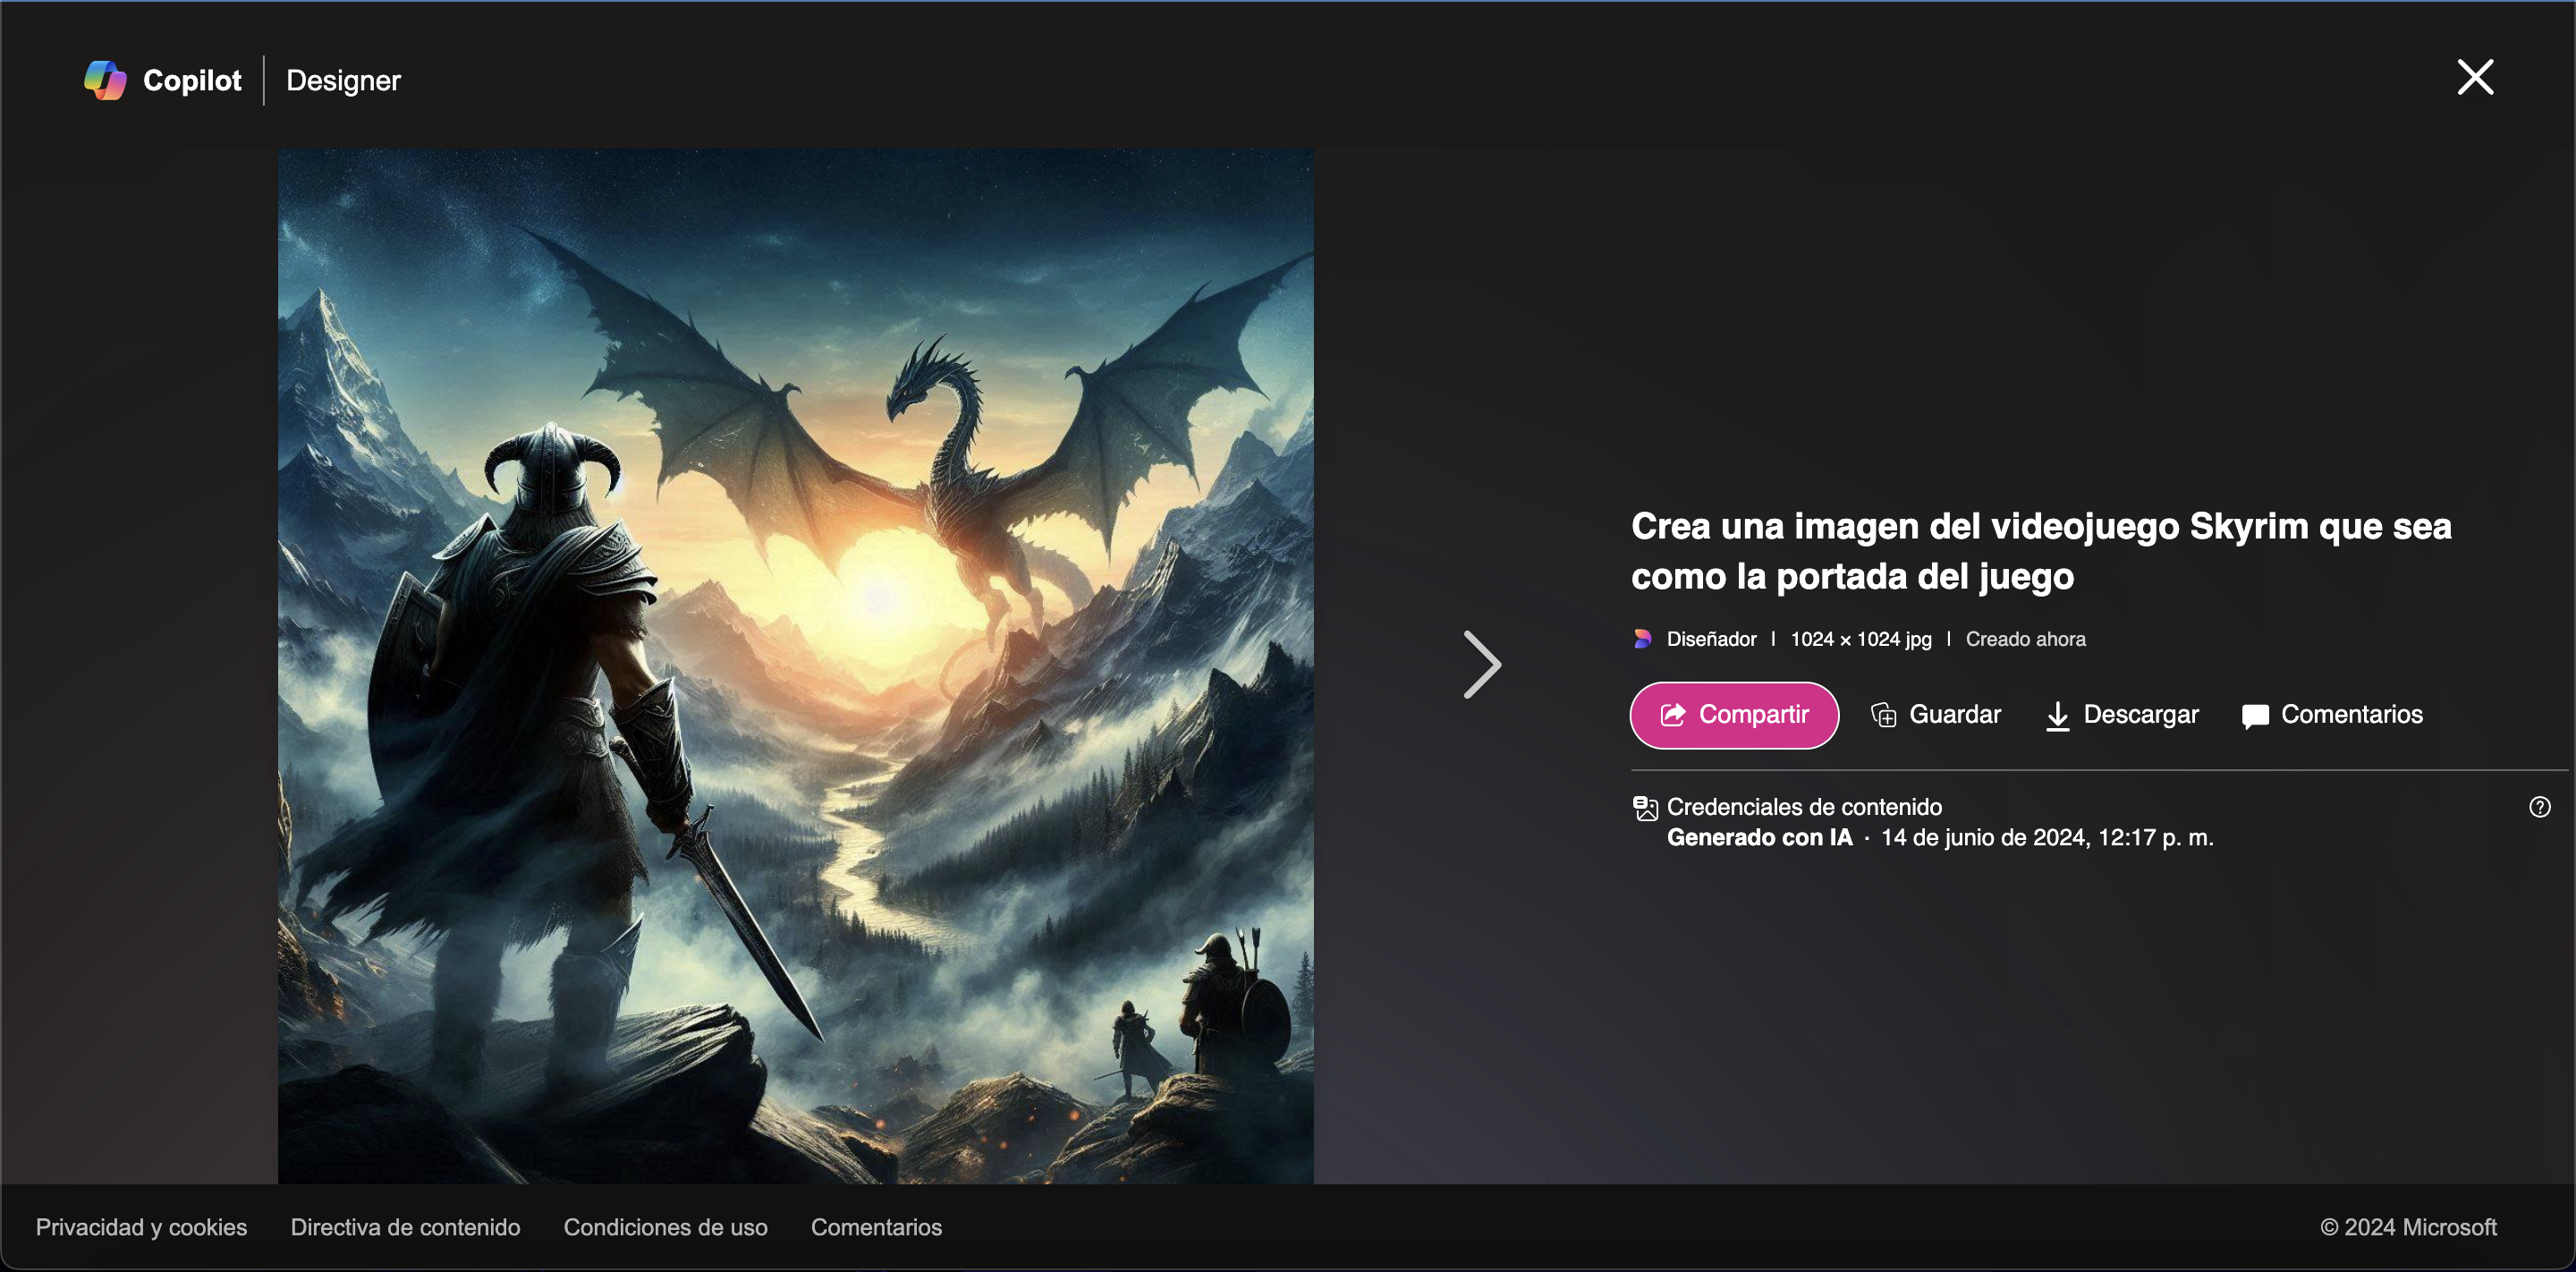 Copilot | Designer
Crea una imagen del videojuego Skyrim que sea
como la portada del juego
Diseñador | 1024 × 1024 jpg | Creado ahora
Compartir Guardar Descargar Comentarios
Credenciales de contenido
Generado con IA · 14 de junio de 2024, 12:17 p. m.
Privacidad y cookies Directiva de contenido Condiciones de uso Comentarios © 2024 Microsoft